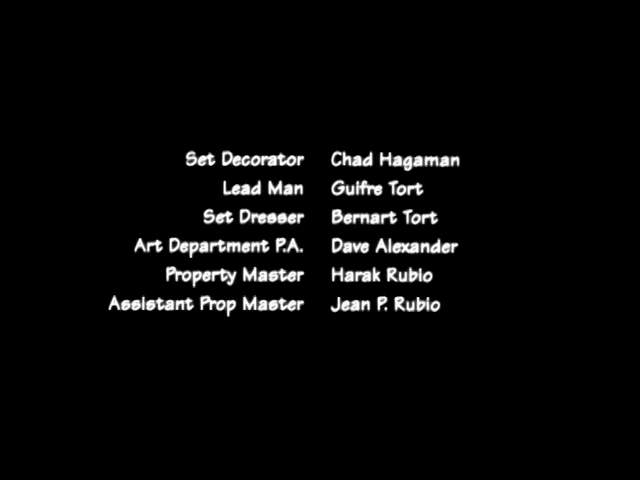 Set Decorator Chad Hagaman
Lead Man Guifre Tort
Set Dresser Bernart Tort
Art Department P.A. Dave Alexander
Property Master Harak Rubio
Assistant Prop Master Jean P. Rubio